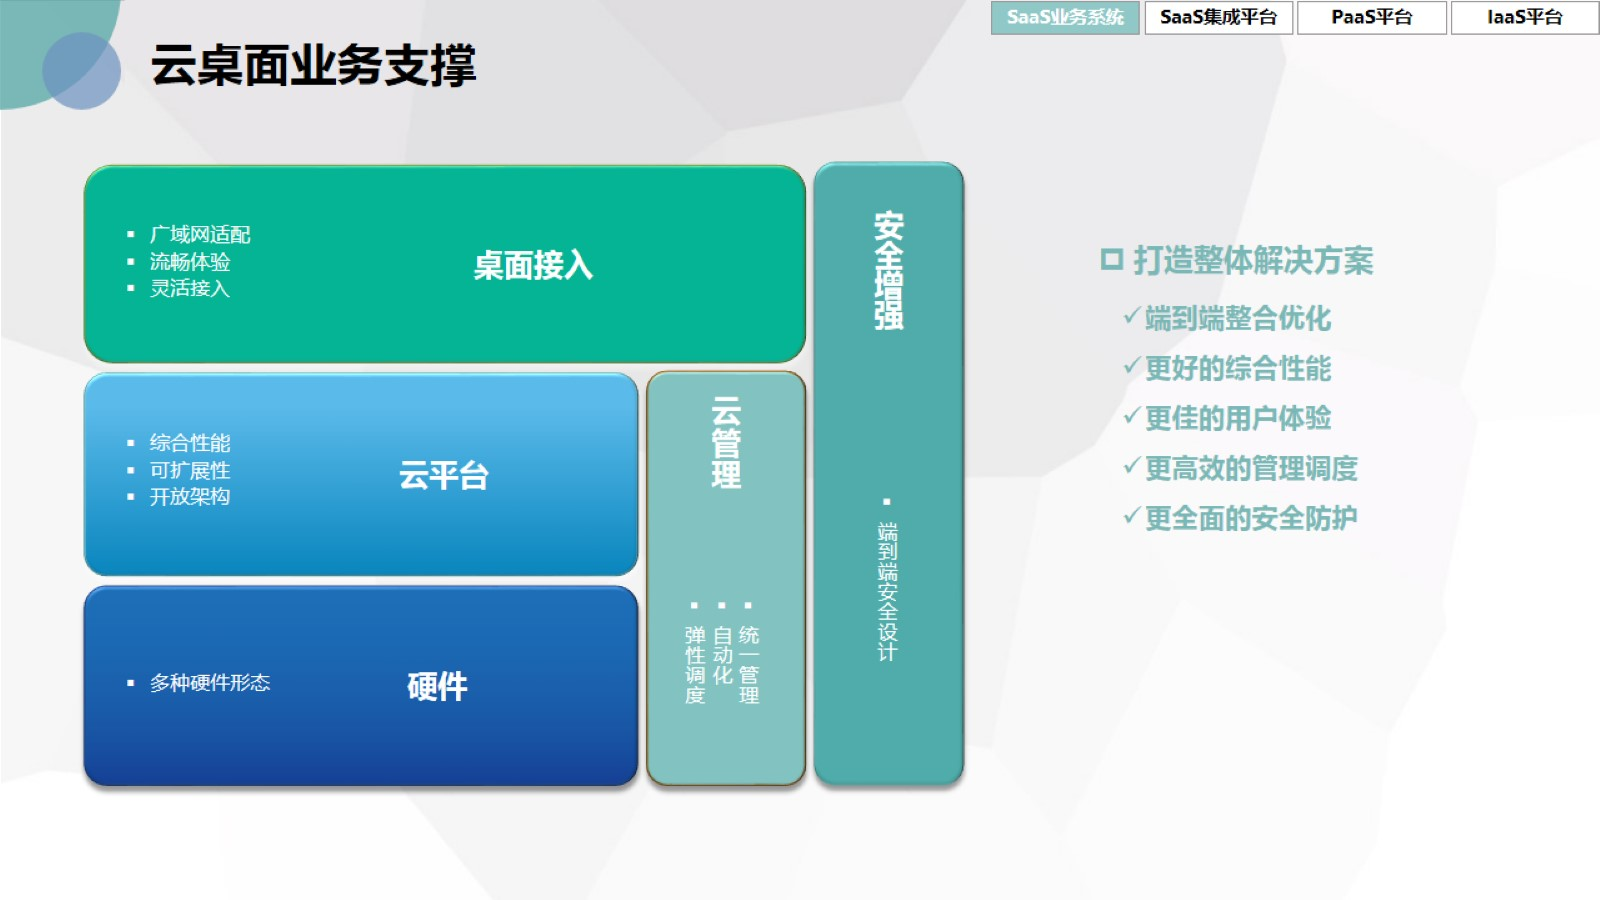 SaaS业务系统
SaaS集成平台
PaaS平台
IaaS平台
云桌面业务支撑
▪ 广域网适配
▪ 流畅体验
▪ 灵活接入
桌面接入
▪ 综合性能
▪ 可扩展性
▪ 开放架构
云平台
▪ 多种硬件形态
硬件
云管理
▪ 统一管理
▪ 自动化
▪ 弹性调度
安全增强
▪ 端到端安全设计
打造整体解决方案
✓端到端整合优化
✓更好的综合性能
✓更佳的用户体验
✓更高效的管理调度
✓更全面的安全防护